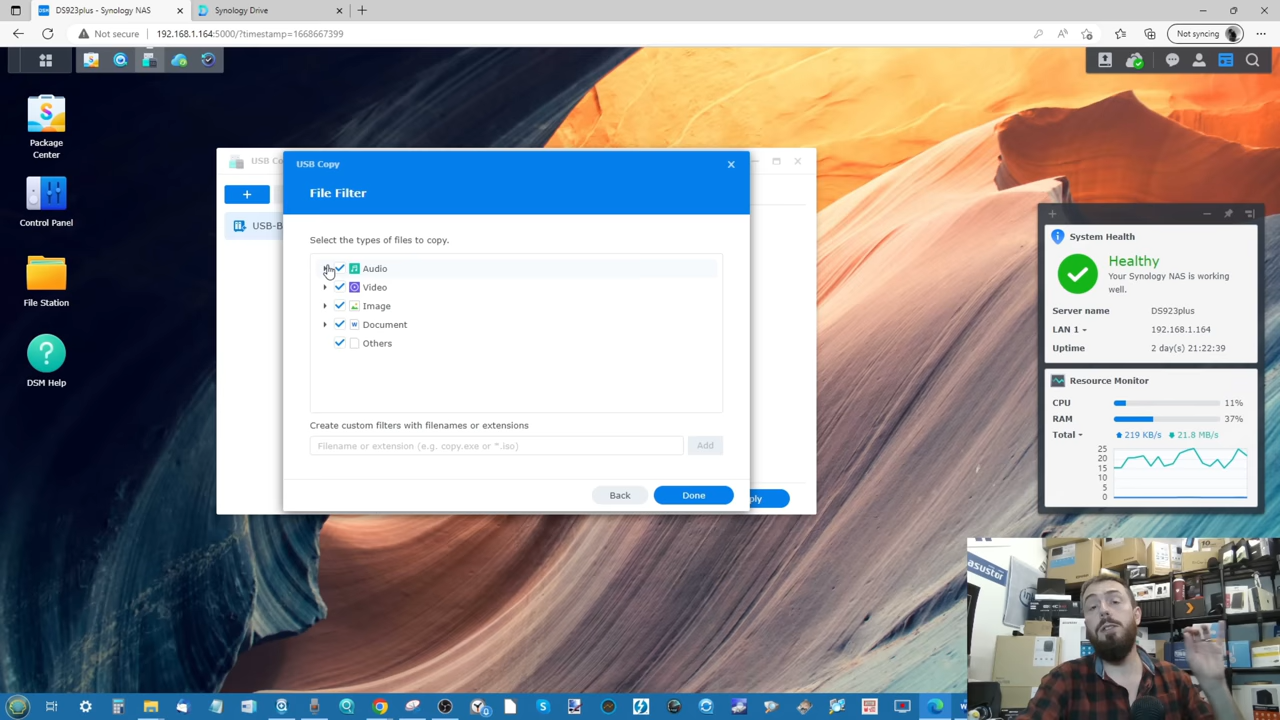 DS923plus - Synology NAS
Synology Drive
Not secure
192.168.1.164:5000/?timestamp=1668667399
Not syncing
Package
Center
Control Panel
File Station
DSM Help
USB Co
USB-B
USB Copy
File Filter
Select the types of files to copy.
Audio
Video
Image
Document
Others
Create custom filters with filenames or extensions
Filename or extension (e.g. copy.exe or *.iso)
Add
Back
Done
ply
System Health
Healthy
Your Synology NAS is working
well.
Server name DS923plus
LAN 1 192.168.1.164
Uptime 2 day(s) 21:22:39
Resource Monitor
CPU 11%
RAM 37%
Total 219 KB/s 21.8 MB/s
25
20
15
10
5
0
asustor